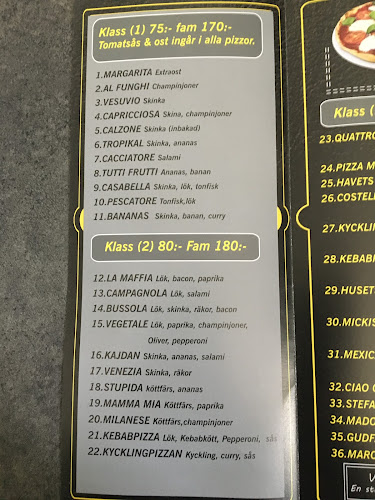 Klass (1) 75:- fam 170:-
Tomatsås & ost ingår i alla pizzor.
1.MARGARITA Extraost
2.AL FUNGHI Champinjoner
3.VESUVIO Skinka
4.CAPRICCIOSA Skina, champinjoner
5.CALZONE Skinka (inbakad)
6.TROPIKAL Skinka, ananas
7.CACCIATORE Salami
8.TUTTI FRUTTI Ananas, banan
9.CASABELLA Skinka, lök, tonfisk
10.PESCATORE Tonfisk,lök
11.BANANAS Skinka, banan, curry
Klass (2) 80:- Fam 180:-
12.LA MAFFIA Lök, bacon, paprika
13.CAMPAGNOLA Lök, salami
14.BUSSOLA Lök, skinka, räkor, bacon
15.VEGETALE Lök, paprika, champinjoner,
Oliver, pepperoni
16.KAJDAN Skinka, ananas, salami
17.VENEZIA Skinka, räkor
18.STUPIDA köttfärs, ananas
19.MAMMA MIA Köttfärs, paprika
20.MILANESE Köttfärs,champinjoner
21.KEBABPIZZA Lök, Kebabkött, Pepperoni, sås
22.KYCKLINGPIZZAN Kyckling, curry, sås
Klass (
23.QUATTRO
24.PIZZA M
25.HAVETS
26.COSTEL
27.KYCKLIN
28.KEBABI
29.HUSET
30.MICKIS
31.MEXIC
32.CIAO
33.STEFA
34.MADO
35.GUDF
36.MARC
En st